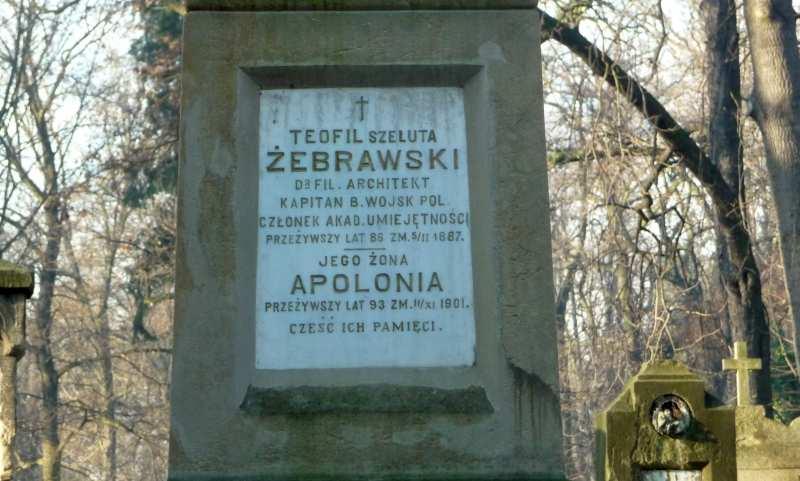 TEOFIL SZELUTA
ŻEBRAWSKI
DR FIL. ARCHITEKT
KAPITAN B. WOJSK POL.
CZŁONEK AKAD. UMIEJĘTNOŚCI
PRZEŻYWSZY LAT 86 ZM. 5/II 1887.
JEGO ŻONA
APOLONIA
PRZEŻYWSZY LAT 93 ZM. 11/XI 1901.
CZEŚĆ ICH PAMIĘCI.